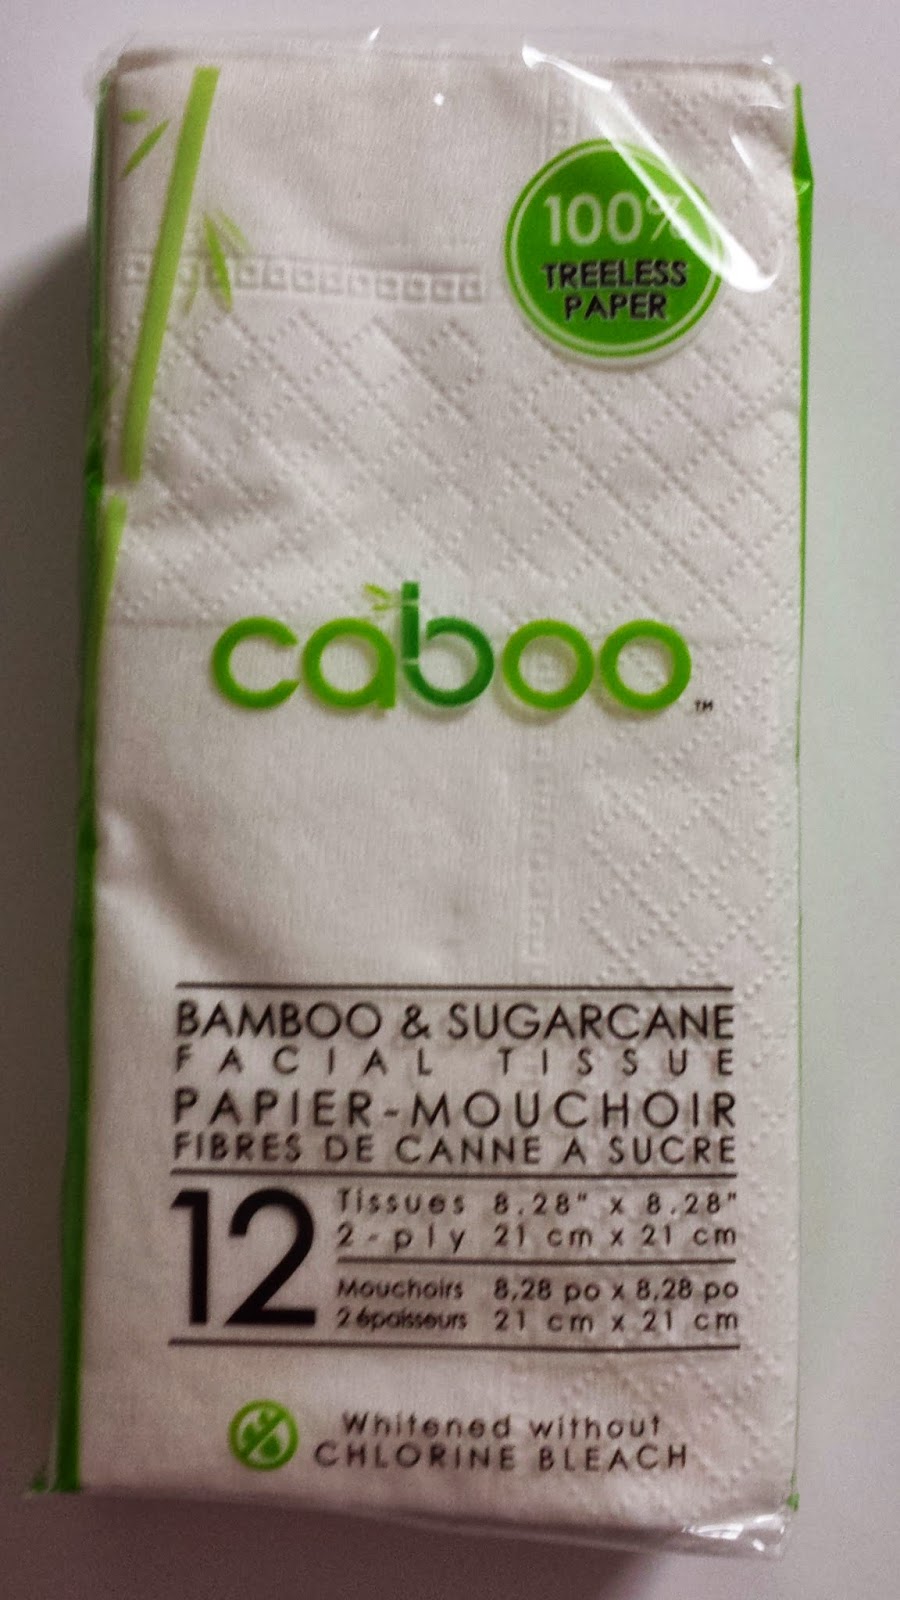 100%
TREELESS
PAPER
caboo™
BAMBOO & SUGARCANE
FACIAL TISSUE
PAPIER-MOUCHOIR
FIBRES DE CANNE A SUCRE
12
Tissues 8.28" x 8.28"
2-ply 21 cm x 21 cm
Mouchoirs 8,28 po x 8,28 po
2 épaisseurs 21 cm x 21 cm
Whitened without
CHLORINE BLEACH